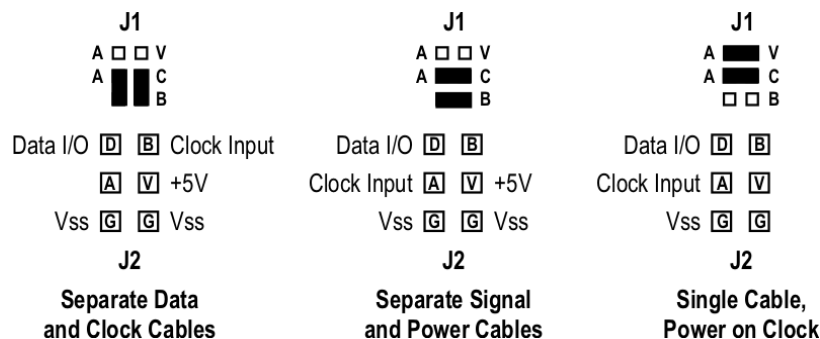 J1 J1 J1
A V A V A V
A C A C A C
B B B
Data I/O D B Clock Input Data I/O D B Data I/O D B
A V +5V Clock Input A V +5V Clock Input A V
Vss G G Vss Vss G G Vss Vss G G
J2 J2 J2
Separate Data Separate Signal Single Cable,
and Clock Cables and Power Cables Power on Clock